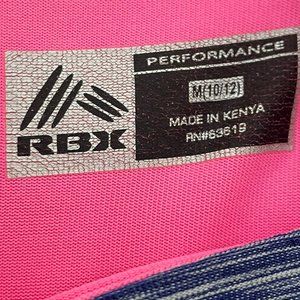 PERFORMANCE
M(10/12)
MADE IN KENYA
RN#63619
RBX